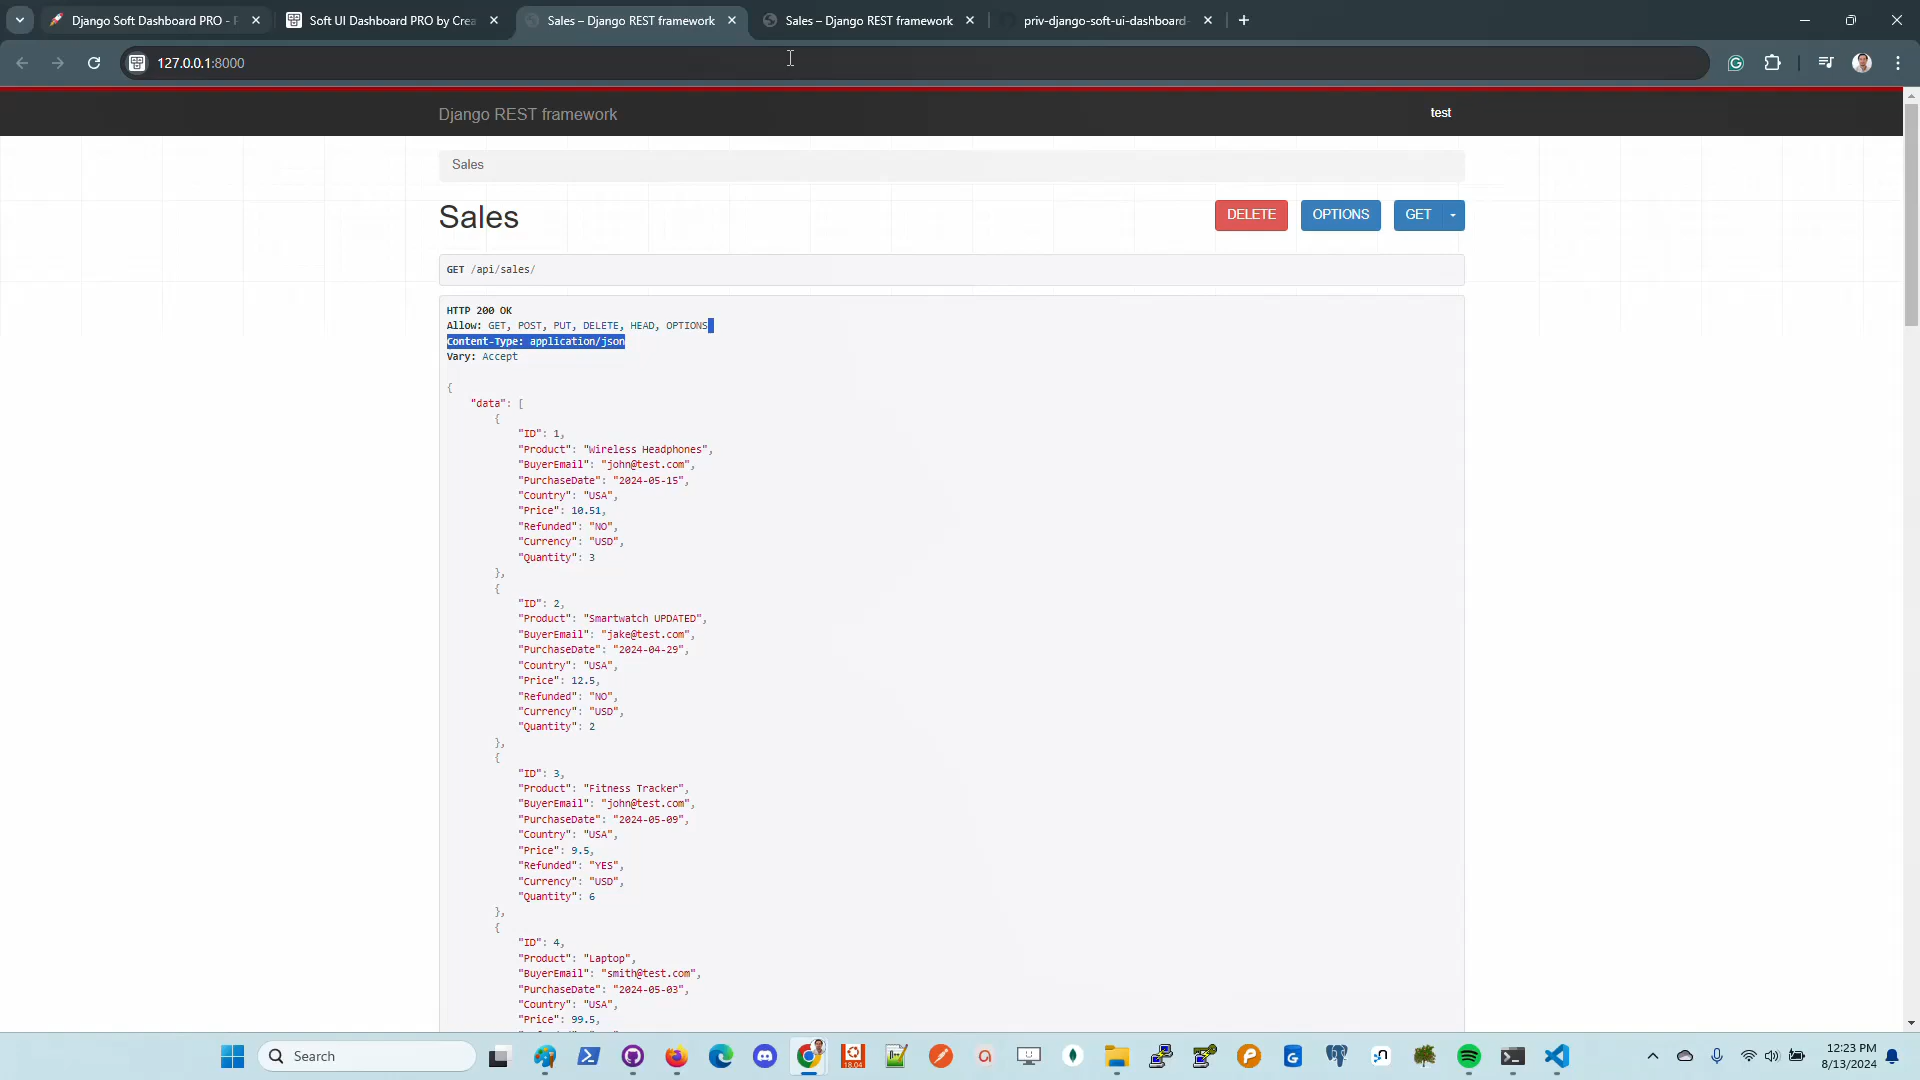 Django Soft Dashboard PRO - F
Soft UI Dashboard PRO by Crea
Sales – Django REST framework
Sales – Django REST framework
priv-django-soft-ui-dashboard-
127.0.0.1:8000
Django REST framework
test
Sales
Sales
DELETE
OPTIONS
GET
GET /api/sales/
HTTP 200 OK
Allow: GET, POST, PUT, DELETE, HEAD, OPTIONS
Content-Type: application/json
Vary: Accept
{
"data": [
{
"ID": 1,
"Product": "Wireless Headphones",
"BuyerEmail": "john@test.com",
"PurchaseDate": "2024-05-15",
"Country": "USA",
"Price": 10.51,
"Refunded": "NO",
"Currency": "USD",
"Quantity": 3
},
{
"ID": 2,
"Product": "Smartwatch UPDATED",
"BuyerEmail": "jake@test.com",
"PurchaseDate": "2024-04-29",
"Country": "USA",
"Price": 12.5,
"Refunded": "NO",
"Currency": "USD",
"Quantity": 2
},
{
"ID": 3,
"Product": "Fitness Tracker",
"BuyerEmail": "john@test.com",
"PurchaseDate": "2024-05-09",
"Country": "USA",
"Price": 9.5,
"Refunded": "YES",
"Currency": "USD",
"Quantity": 6
},
{
"ID": 4,
"Product": "Laptop",
"BuyerEmail": "smith@test.com",
"PurchaseDate": "2024-05-03",
"Country": "USA",
"Price": 99.5,
Search
18.04
12:23 PM
8/13/2024